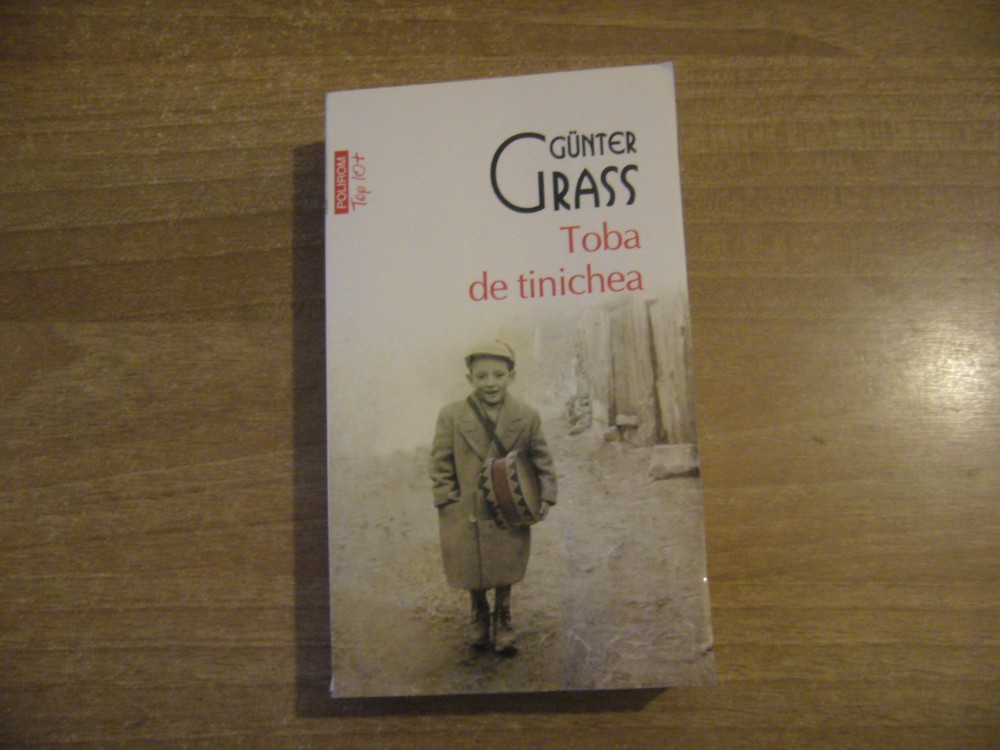 POLIROM
Top 10+
GÜNTER
GRASS
Toba
de tinichea